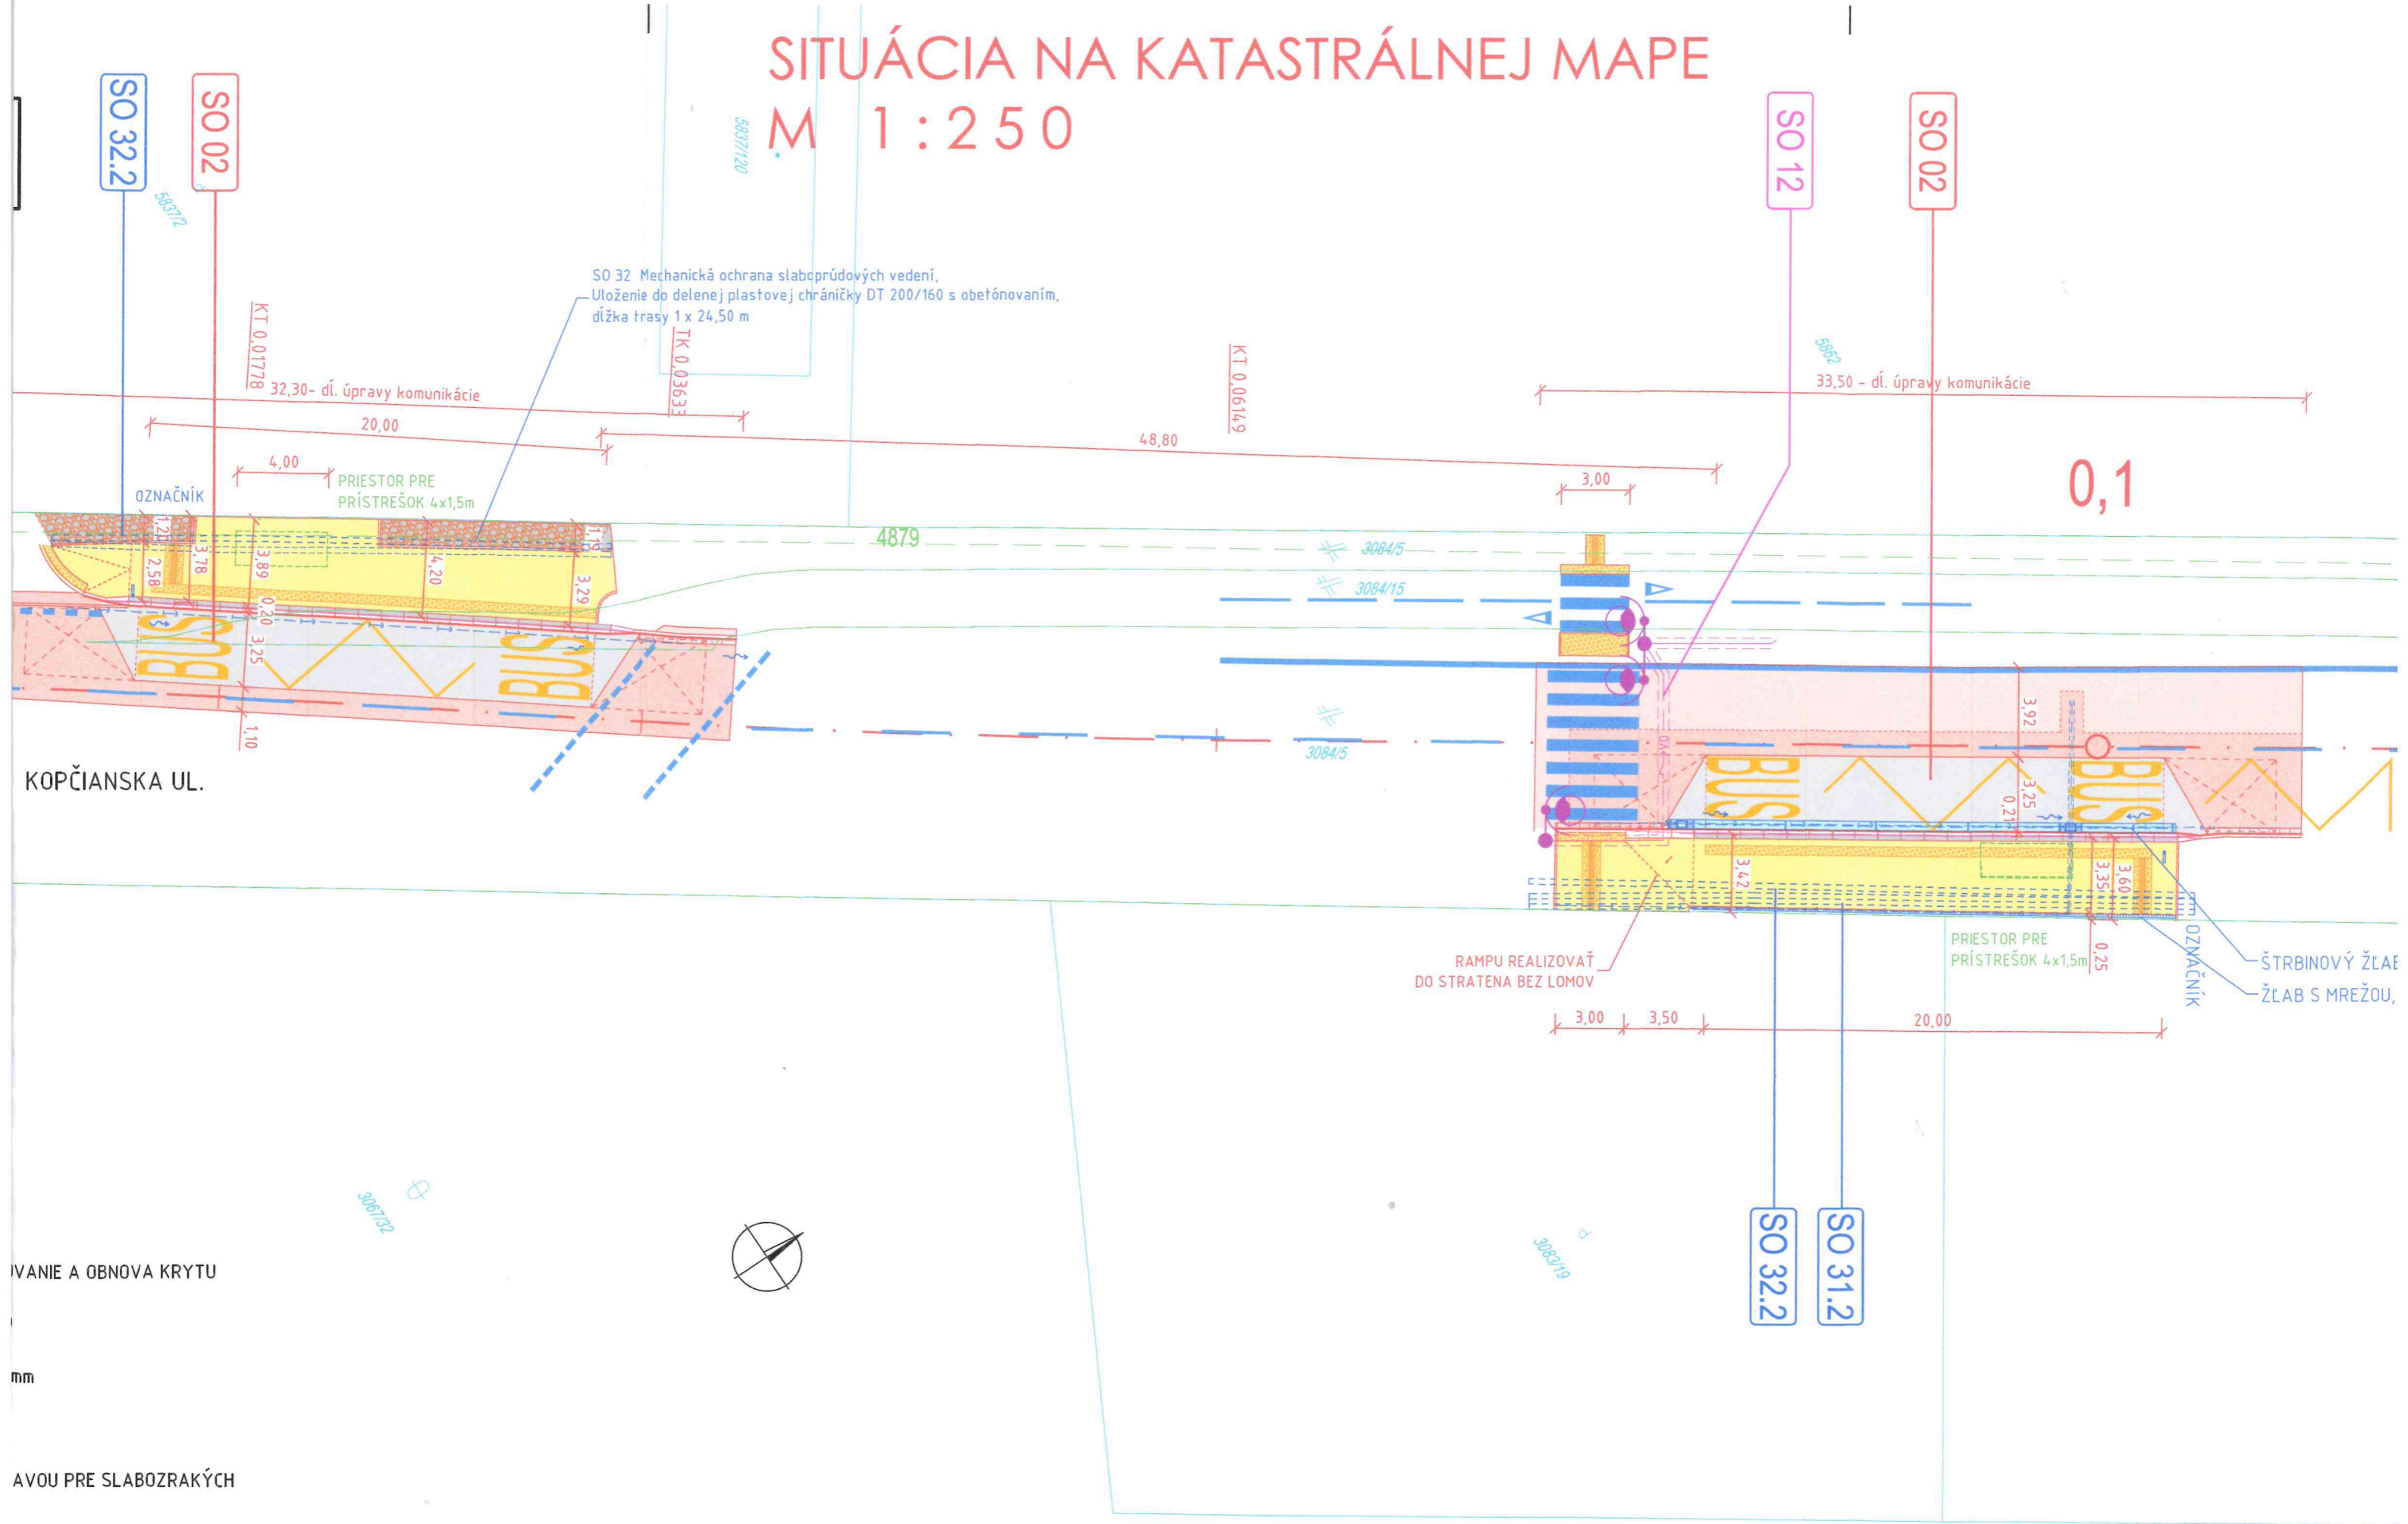 SITUÁCIA NA KATASTRÁLNEJ MAPE
M 1:250
SO 32.2
SO 02
SO 12
SO 02
5837/2
5837/120
5862
SO 32 Mechanická ochrana slaboprúdových vedení,
Uloženie do delenej plastovej chráničky DT 200/160 s obetónovaním,
dĺžka trasy 1 x 24,50 m
KT 0,01778
TK 0,03633
KT 0,06149
32,30- dĺ. úpravy komunikácie
33,50 - dĺ. úpravy komunikácie
20,00
48,80
4,00
3,00
0,1
OZNAČNÍK
PRIESTOR PRE
PRÍSTREŠOK 4x1,5m
4879
3084/5
3084/15
3084/5
2,58
3,78
3,89
0,20
3,25
4,20
3,29
1,10
BUS
BUS
KOPČIANSKA UL.
3,92
3,25
0,21
BUS
BUS
3,42
3,35
3,60
0,25
RAMPU REALIZOVAŤ
DO STRATENA BEZ LOMOV
PRIESTOR PRE
PRÍSTREŠOK 4x1,5m
OZNAČNÍK
ŠTRBINOVÝ ŽĽAB
ŽĽAB S MREŽOU,
3,00
3,50
20,00
3067/32
3083/19
SO 32.2
SO 31.2
VANIE A OBNOVA KRYTU
mm
AVOU PRE SLABOZRAKÝCH